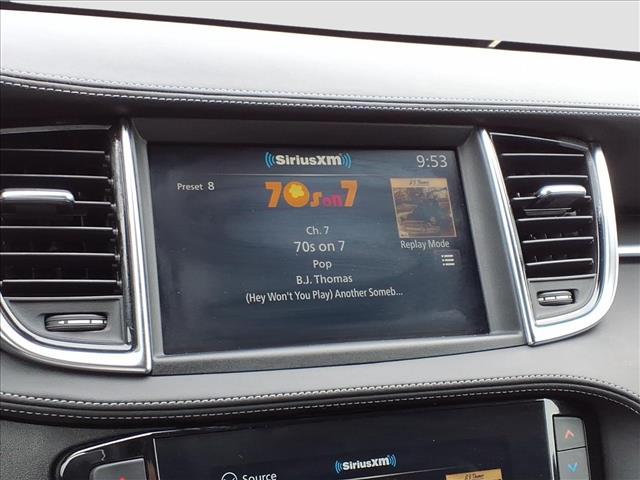 SiriusXM
9:53
Preset 8
70s on 7
Ch. 7
70s on 7
Pop
B.J. Thomas
(Hey Won't You Play) Another Someb...
Replay Mode
SiriusXM
Source